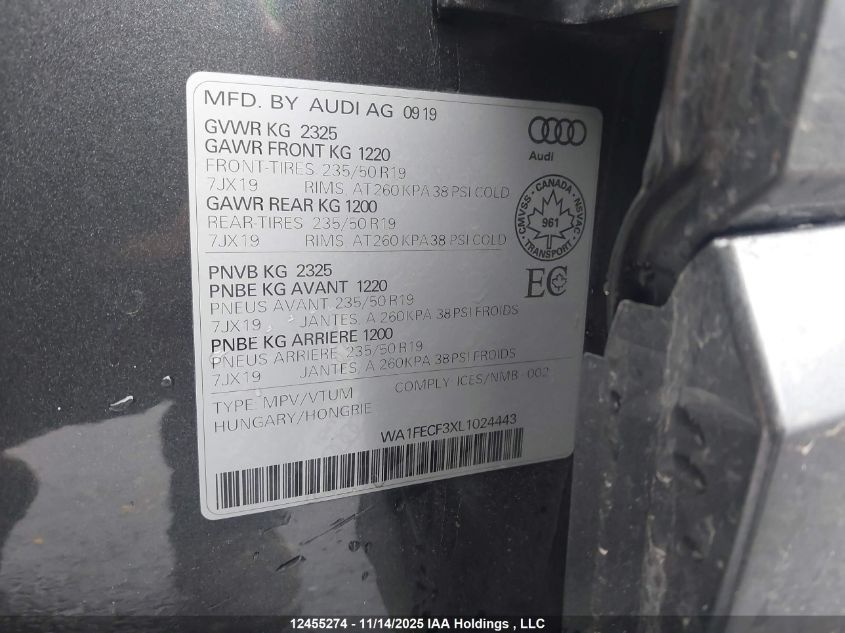 MFD. BY AUDI AG 0919
GVWR KG 2325
GAWR FRONT KG 1220
FRONT-TIRES 235/50 R19
7JX19 RIMS AT 260 KPA 38 PSI COLD
GAWR REAR KG 1200
REAR-TIRES 235/50 R19
7JX19 RIMS AT 260 KPA 38 PSI COLD
Audi
CMVSS · CANADA · NSVAC
961
TRANSPORT
EC
PNVB KG 2325
PNBE KG AVANT 1220
PNEUS AVANT 235/50 R19
7JX19 JANTES A 260 KPA 38 PSI FROIDS
PNBE KG ARRIERE 1200
PNEUS ARRIERE 235/50 R19
7JX19 JANTES A 260 KPA 38 PSI FROIDS
TYPE: MPV/VTUM COMPLY ICES/NMB-002
HUNGARY/HONGRIE
WA1FECF3XL1024443
12455274 - 11/14/2025 IAA Holdings , LLC